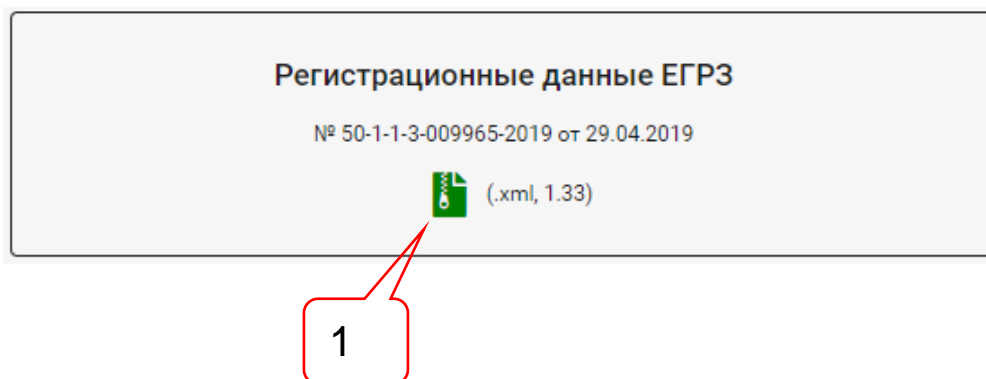 Регистрационные данные ЕГРЗ
№ 50-1-1-3-009965-2019 от 29.04.2019
(.xml, 1.33)
1